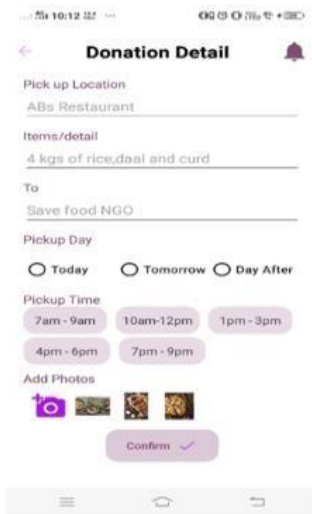 10:12
Donation Detail
Pick up Location
ABs Restaurant
Items/detail
4 kgs of rice,daal and curd
To
Save food NGO
Pickup Day
Today Tomorrow Day After
Pickup Time
7am - 9am 10am-12pm 1pm - 3pm
4pm - 6pm 7pm - 9pm
Add Photos
Confirm